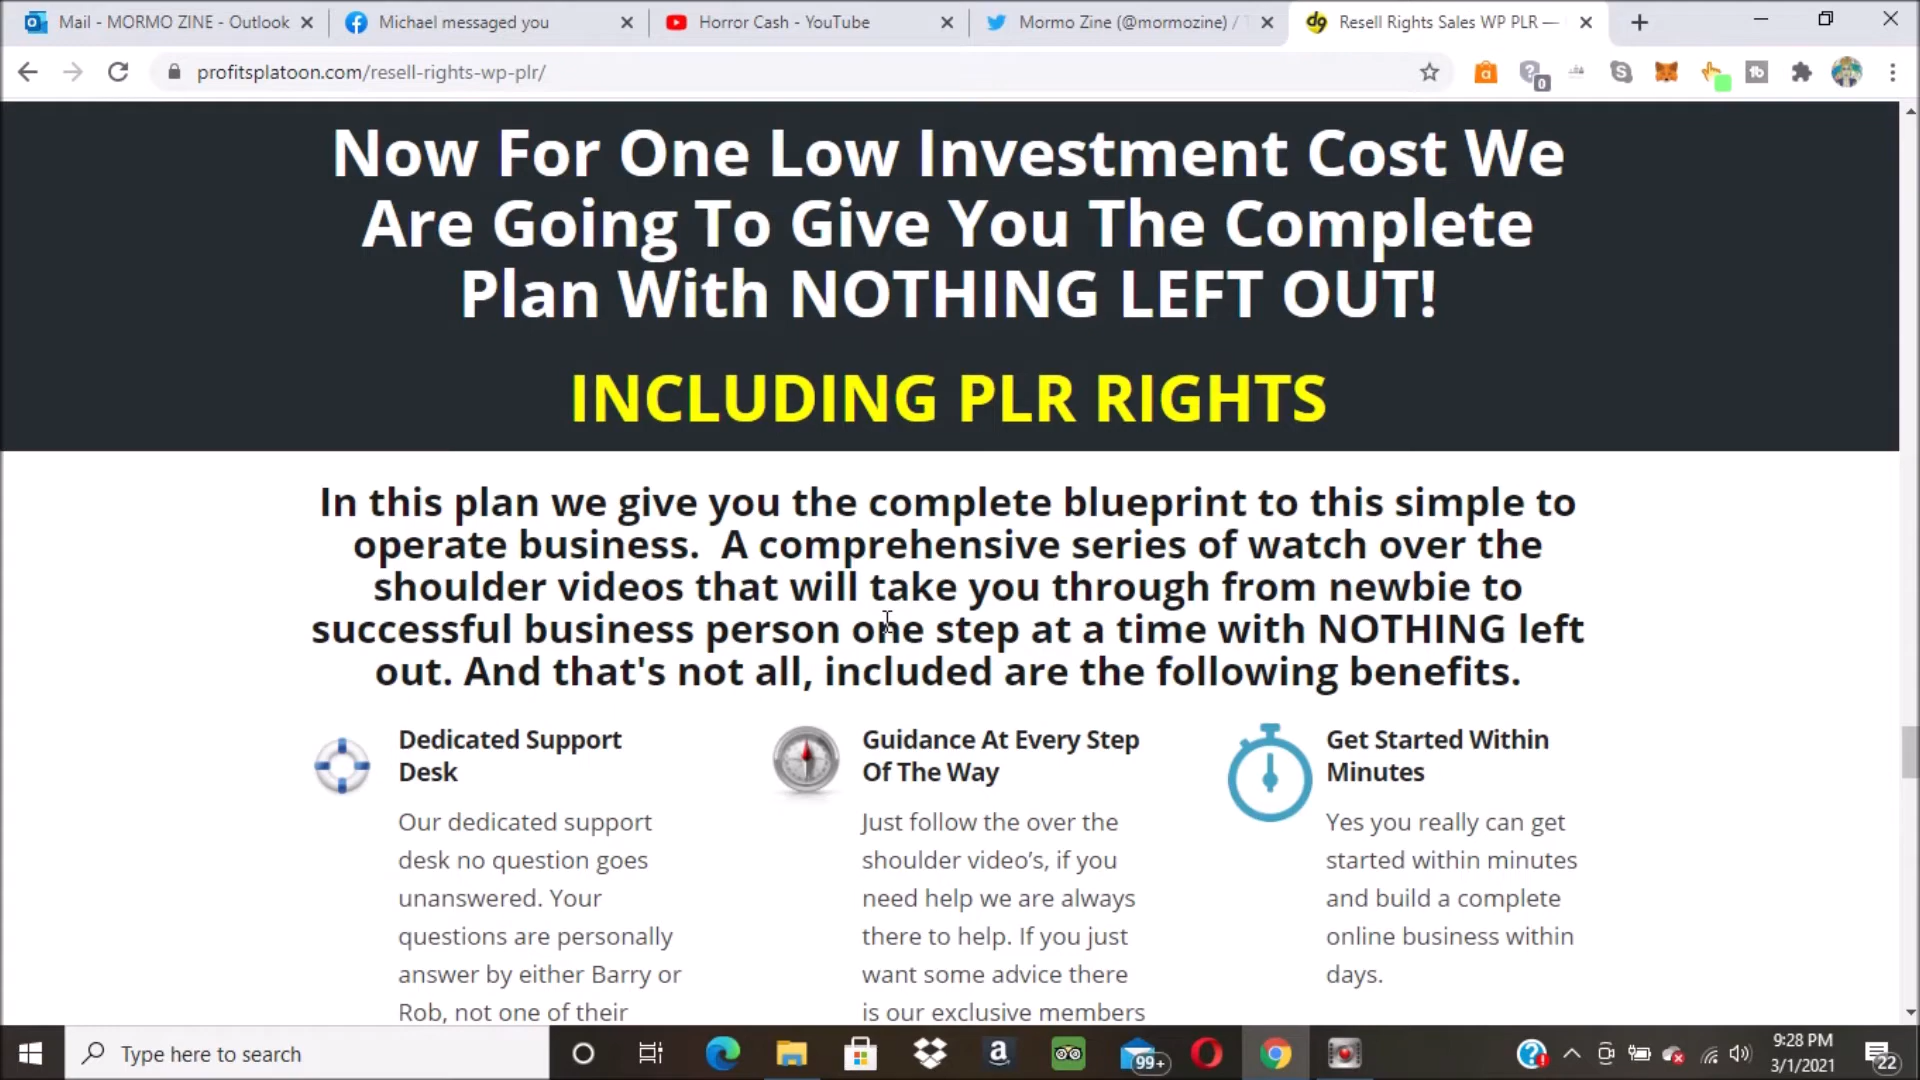 Mail - MORMO ZINE - Outlook
Michael messaged you
Horror Cash - YouTube
Mormo Zine (@mormozine) / T
Resell Rights Sales WP PLR —
profitsplatoon.com/resell-rights-wp-plr/
0
Now For One Low Investment Cost We
Are Going To Give You The Complete
Plan With NOTHING LEFT OUT!
INCLUDING PLR RIGHTS
In this plan we give you the complete blueprint to this simple to
operate business.  A comprehensive series of watch over the
shoulder videos that will take you through from newbie to
successful business person one step at a time with NOTHING left
out. And that's not all, included are the following benefits.
Dedicated Support
Desk
Our dedicated support
desk no question goes
unanswered. Your
questions are personally
answer by either Barry or
Rob, not one of their
Guidance At Every Step
Of The Way
Just follow the over the
shoulder video's, if you
need help we are always
there to help. If you just
want some advice there
is our exclusive members
Get Started Within
Minutes
Yes you really can get
started within minutes
and build a complete
online business within
days.
Type here to search
99+
9:28 PM
3/1/2021
22